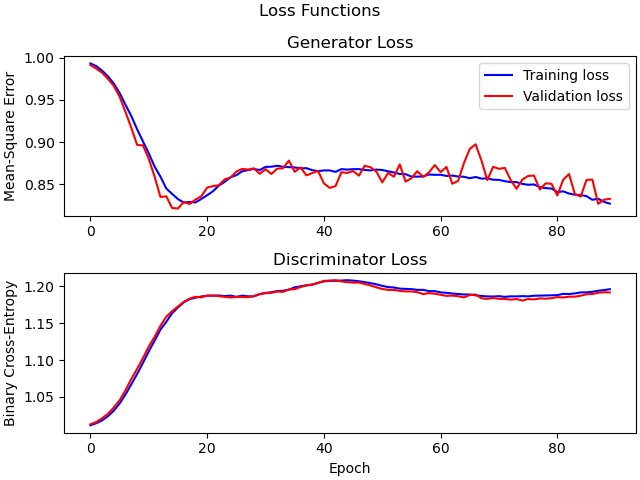 Loss Functions
Generator Loss
Mean-Square Error
1.00
0.95
0.90
0.85
Training loss
Validation loss
0 20 40 60 80
Discriminator Loss
Binary Cross-Entropy
1.20
1.15
1.10
1.05
0 20 40 60 80
Epoch